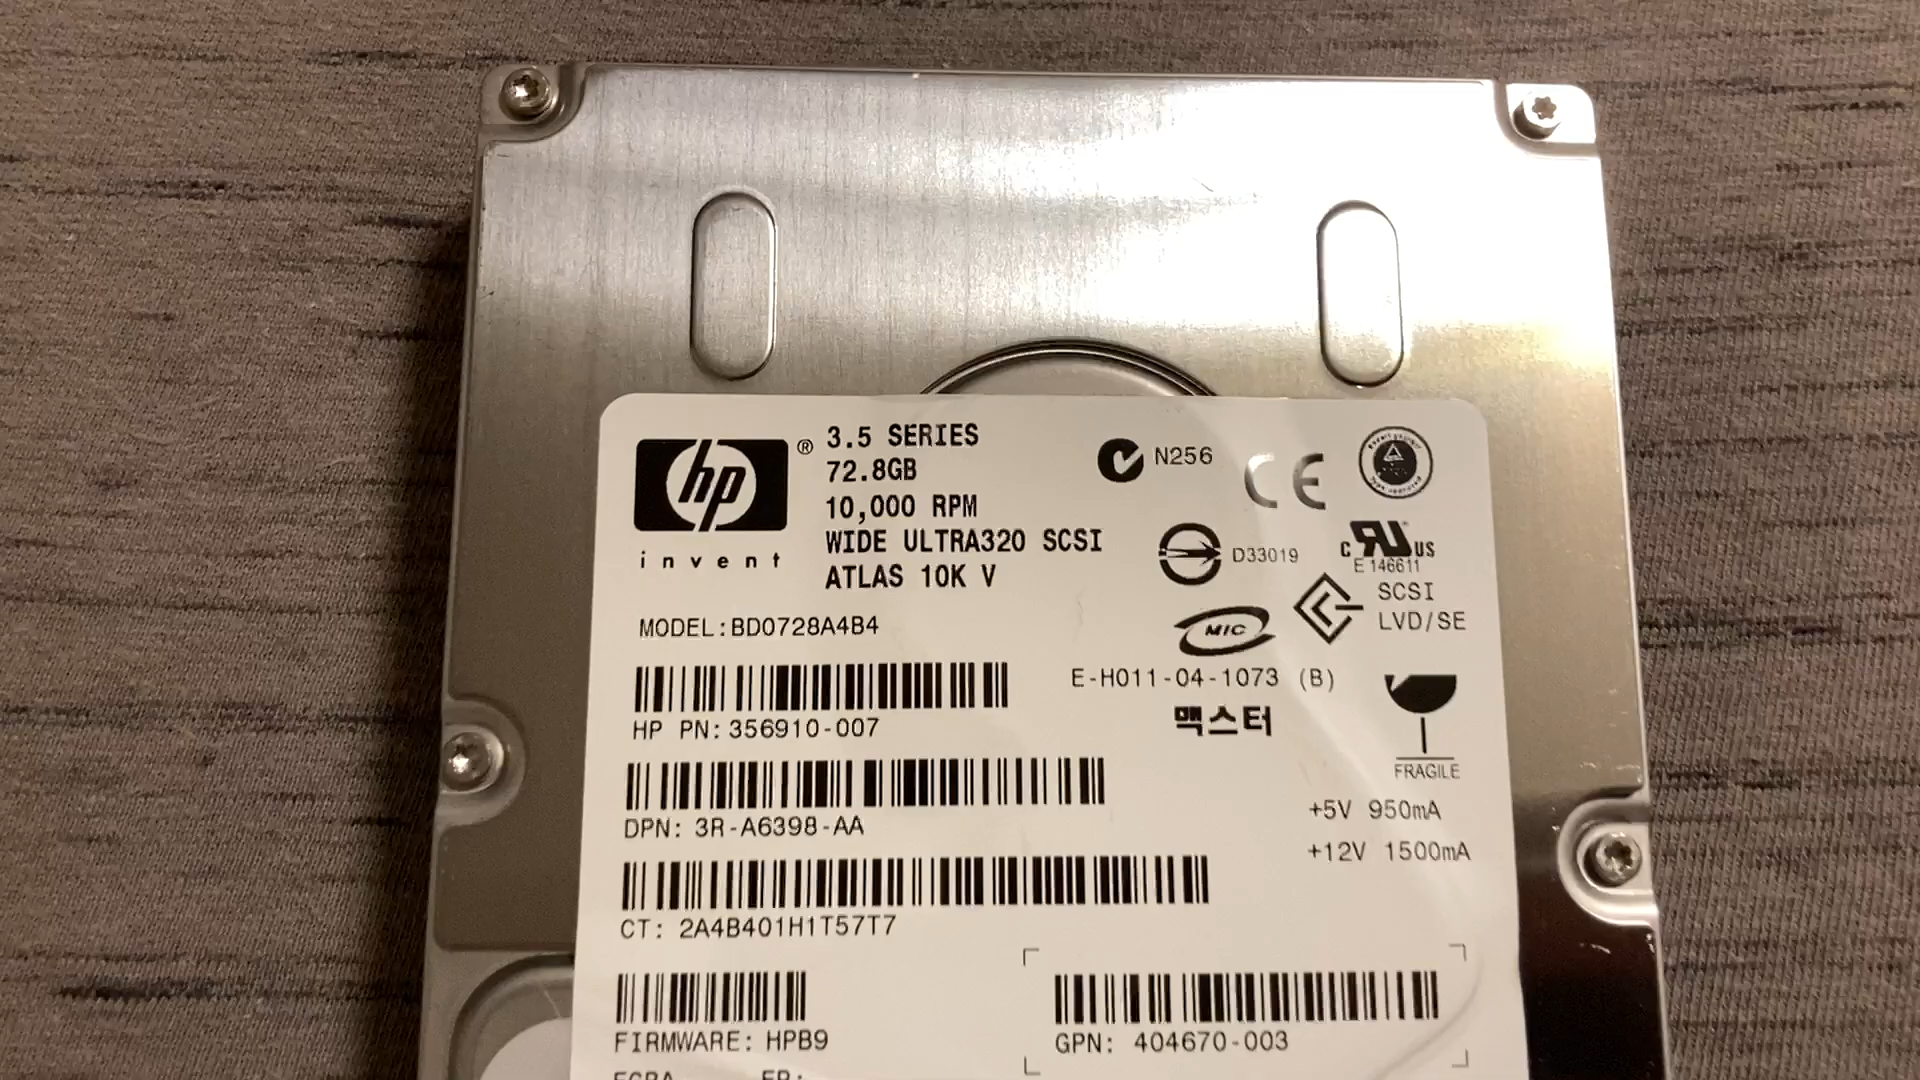 hp
®
invent
3.5 SERIES
72.8GB
10,000 RPM
WIDE ULTRA320 SCSI
ATLAS 10K V
N256
CE
D33019
C RU US
E 146611
SCSI
LVD/SE
MIC
E-H011-04-1073 (B)
맥스터
FRAGILE
MODEL:BD0728A4B4
HP PN:356910-007
DPN: 3R-A6398-AA
+5V 950mA
+12V 1500mA
CT: 2A4B401H1T57T7
FIRMWARE: HPB9
GPN: 404670-003